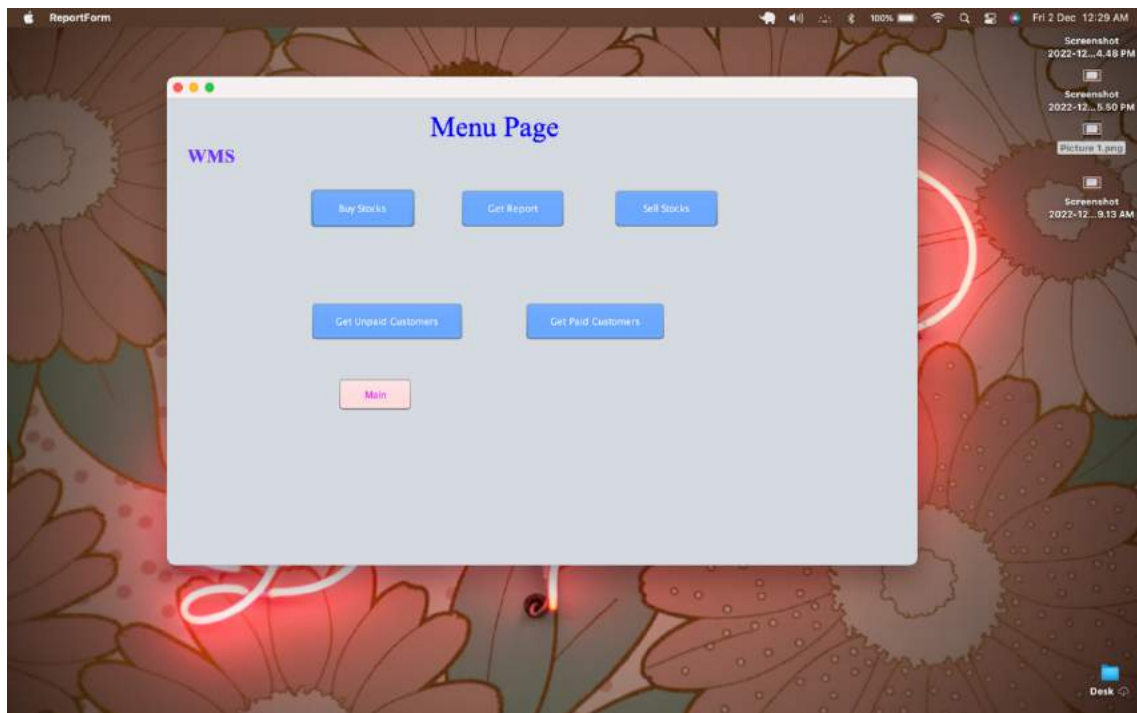 ReportForm
100%
Fri 2 Dec 12:29 AM
Screenshot
2022-12...4.48 PM
Screenshot
2022-12...5.50 PM
Picture 1.png
Screenshot
2022-12...9.13 AM
Menu Page
WMS
Buy Stocks
Get Report
Sell Stocks
Get Unpaid Customers
Get Paid Customers
Main
Desk